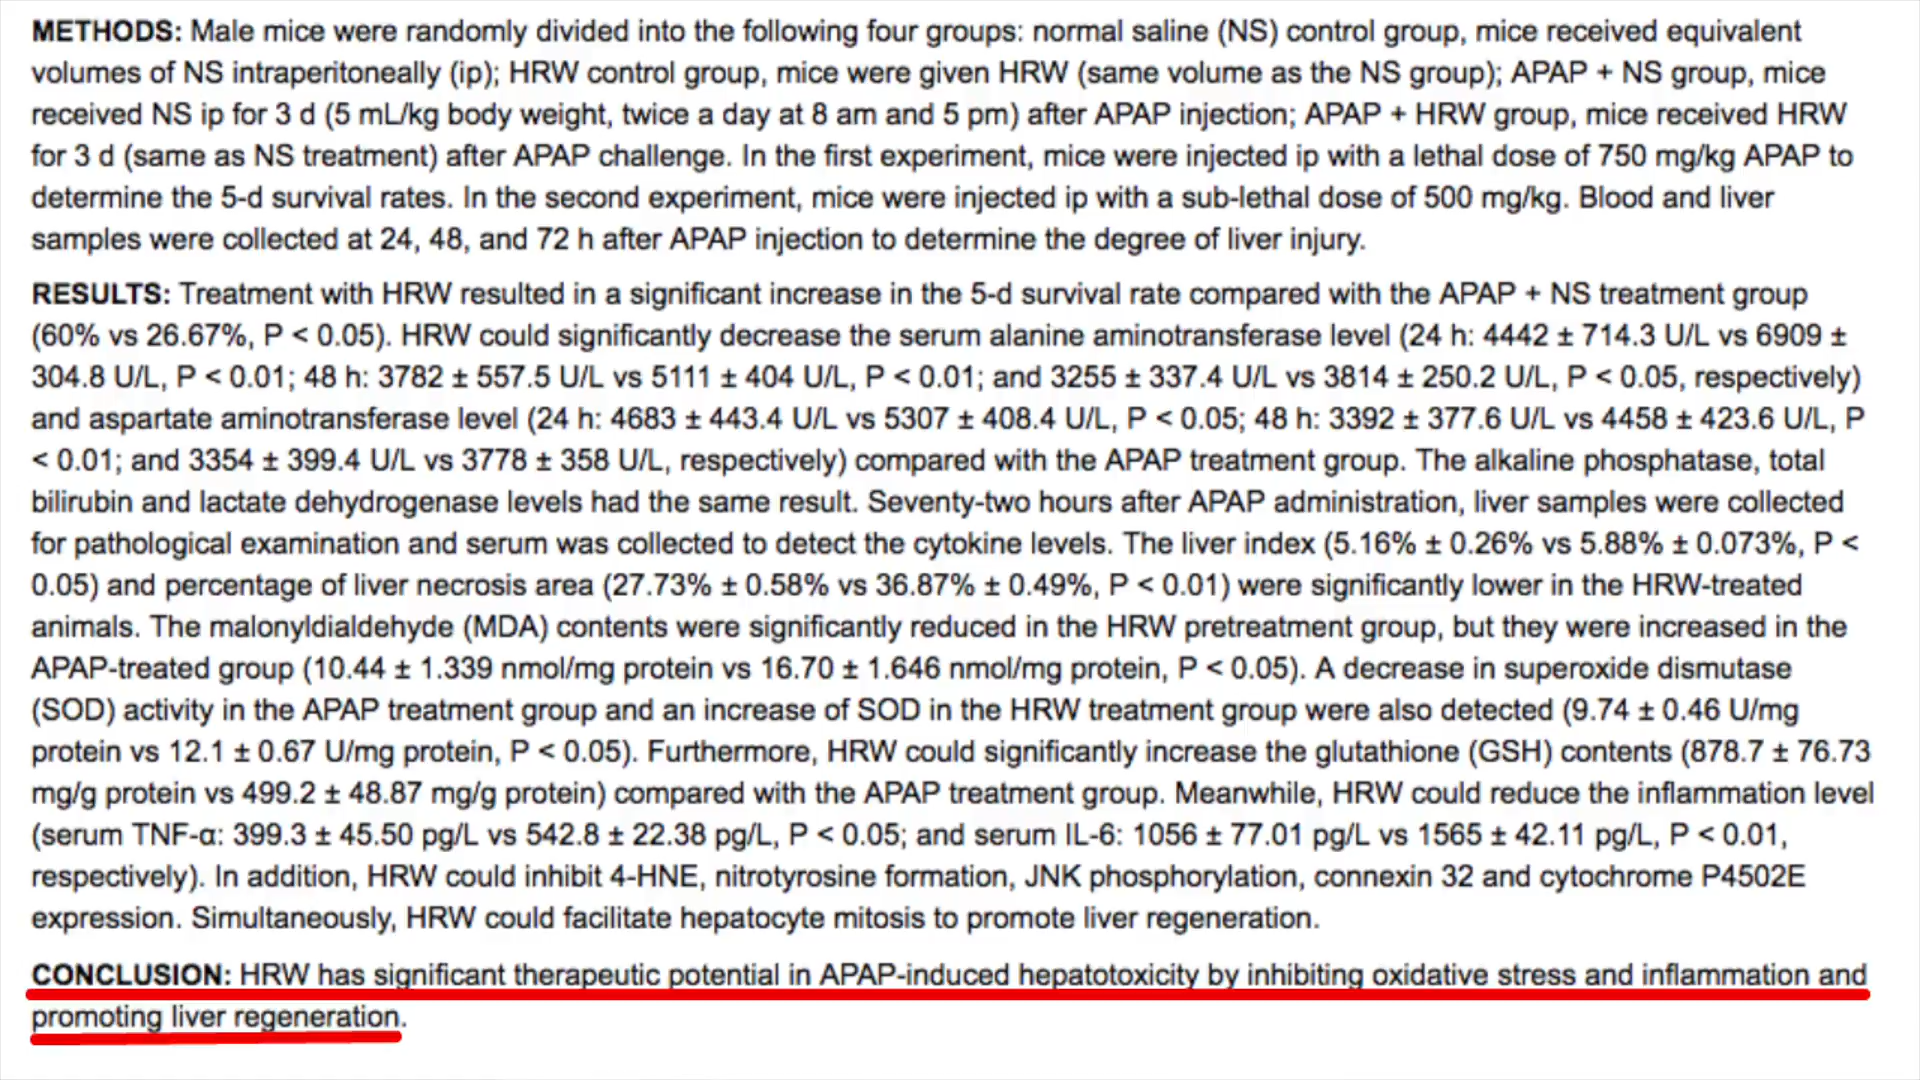 METHODS: Male mice were randomly divided into the following four groups: normal saline (NS) control group, mice received equivalent
volumes of NS intraperitoneally (ip); HRW control group, mice were given HRW (same volume as the NS group); APAP + NS group, mice
received NS ip for 3 d (5 mL/kg body weight, twice a day at 8 am and 5 pm) after APAP injection; APAP + HRW group, mice received HRW
for 3 d (same as NS treatment) after APAP challenge. In the first experiment, mice were injected ip with a lethal dose of 750 mg/kg APAP to
determine the 5-d survival rates. In the second experiment, mice were injected ip with a sub-lethal dose of 500 mg/kg. Blood and liver
samples were collected at 24, 48, and 72 h after APAP injection to determine the degree of liver injury.
RESULTS: Treatment with HRW resulted in a significant increase in the 5-d survival rate compared with the APAP + NS treatment group
(60% vs 26.67%, P < 0.05). HRW could significantly decrease the serum alanine aminotransferase level (24 h: 4442 ± 714.3 U/L vs 6909 ±
304.8 U/L, P < 0.01; 48 h: 3782 ± 557.5 U/L vs 5111 ± 404 U/L, P < 0.01; and 3255 ± 337.4 U/L vs 3814 ± 250.2 U/L, P < 0.05, respectively)
and aspartate aminotransferase level (24 h: 4683 ± 443.4 U/L vs 5307 ± 408.4 U/L, P < 0.05; 48 h: 3392 ± 377.6 U/L vs 4458 ± 423.6 U/L, P
< 0.01; and 3354 ± 399.4 U/L vs 3778 ± 358 U/L, respectively) compared with the APAP treatment group. The alkaline phosphatase, total
bilirubin and lactate dehydrogenase levels had the same result. Seventy-two hours after APAP administration, liver samples were collected
for pathological examination and serum was collected to detect the cytokine levels. The liver index (5.16% ± 0.26% vs 5.88% ± 0.073%, P <
0.05) and percentage of liver necrosis area (27.73% ± 0.58% vs 36.87% ± 0.49%, P < 0.01) were significantly lower in the HRW-treated
animals. The malonyldialdehyde (MDA) contents were significantly reduced in the HRW pretreatment group, but they were increased in the
APAP-treated group (10.44 ± 1.339 nmol/mg protein vs 16.70 ± 1.646 nmol/mg protein, P < 0.05). A decrease in superoxide dismutase
(SOD) activity in the APAP treatment group and an increase of SOD in the HRW treatment group were also detected (9.74 ± 0.46 U/mg
protein vs 12.1 ± 0.67 U/mg protein, P < 0.05). Furthermore, HRW could significantly increase the glutathione (GSH) contents (878.7 ± 76.73
mg/g protein vs 499.2 ± 48.87 mg/g protein) compared with the APAP treatment group. Meanwhile, HRW could reduce the inflammation level
(serum TNF-α: 399.3 ± 45.50 pg/L vs 542.8 ± 22.38 pg/L, P < 0.05; and serum IL-6: 1056 ± 77.01 pg/L vs 1565 ± 42.11 pg/L, P < 0.01,
respectively). In addition, HRW could inhibit 4-HNE, nitrotyrosine formation, JNK phosphorylation, connexin 32 and cytochrome P4502E
expression. Simultaneously, HRW could facilitate hepatocyte mitosis to promote liver regeneration.
CONCLUSION: HRW has significant therapeutic potential in APAP-induced hepatotoxicity by inhibiting oxidative stress and inflammation and
promoting liver regeneration.